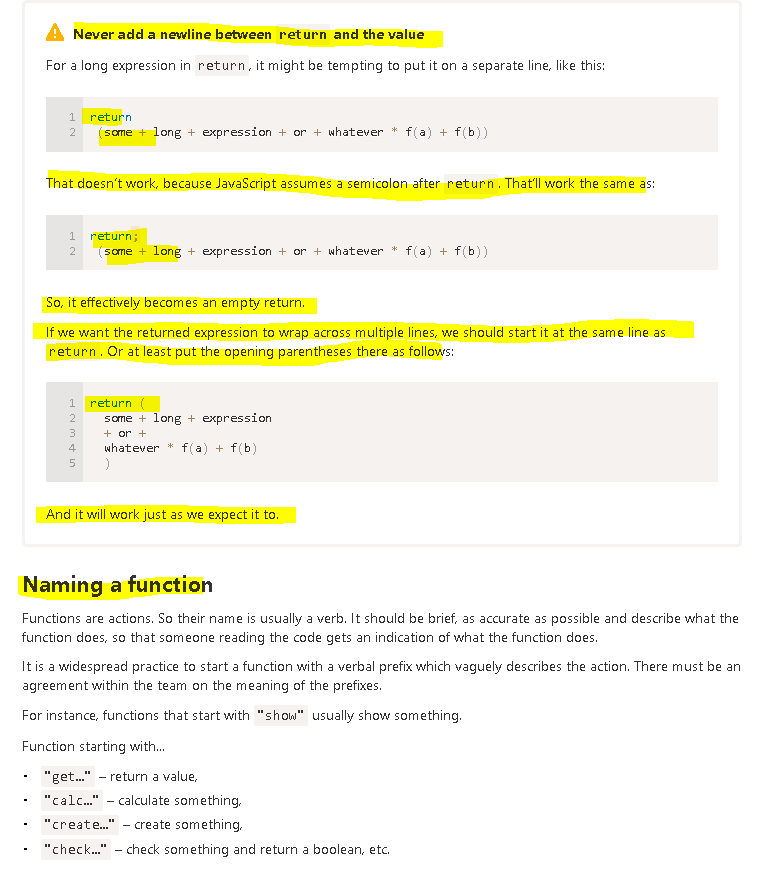 Never add a newline between return and the value
For a long expression in return, it might be tempting to put it on a separate line, like this:
1 return
2 (some + long + expression + or + whatever * f(a) + f(b))
That doesn't work, because JavaScript assumes a semicolon after return. That'll work the same as:
1 return;
2 (some + long + expression + or + whatever * f(a) + f(b))
So, it effectively becomes an empty return.
If we want the returned expression to wrap across multiple lines, we should start it at the same line as
return. Or at least put the opening parentheses there as follows:
1 return (
2 some + long + expression
3 + or +
4 whatever * f(a) + f(b)
5 )
And it will work just as we expect it to.
Naming a function
Functions are actions. So their name is usually a verb. It should be brief, as accurate as possible and describe what the
function does, so that someone reading the code gets an indication of what the function does.
It is a widespread practice to start a function with a verbal prefix which vaguely describes the action. There must be an
agreement within the team on the meaning of the prefixes.
For instance, functions that start with "show" usually show something.
Function starting with…
• "get…" – return a value,
• "calc…" – calculate something,
• "create…" – create something,
• "check…" – check something and return a boolean, etc.